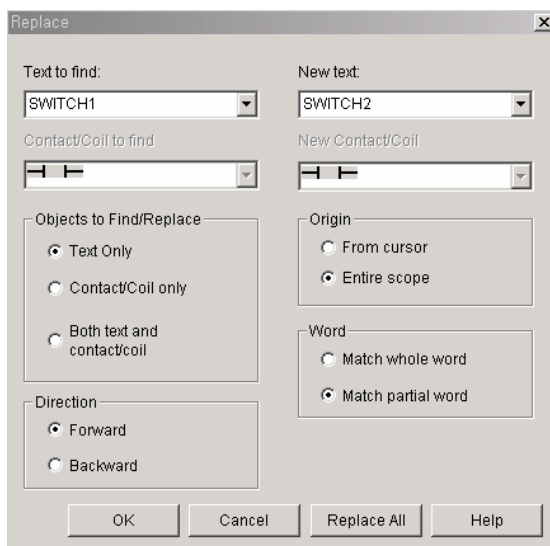 Replace
Text to find:
New text:
SWITCH1
SWITCH2
Contact/Coil to find
New Contact/Coil
Objects to Find/Replace
Text Only
Contact/Coil only
Both text and
contact/coil
Origin
From cursor
Entire scope
Word
Match whole word
Match partial word
Direction
Forward
Backward
OK
Cancel
Replace All
Help